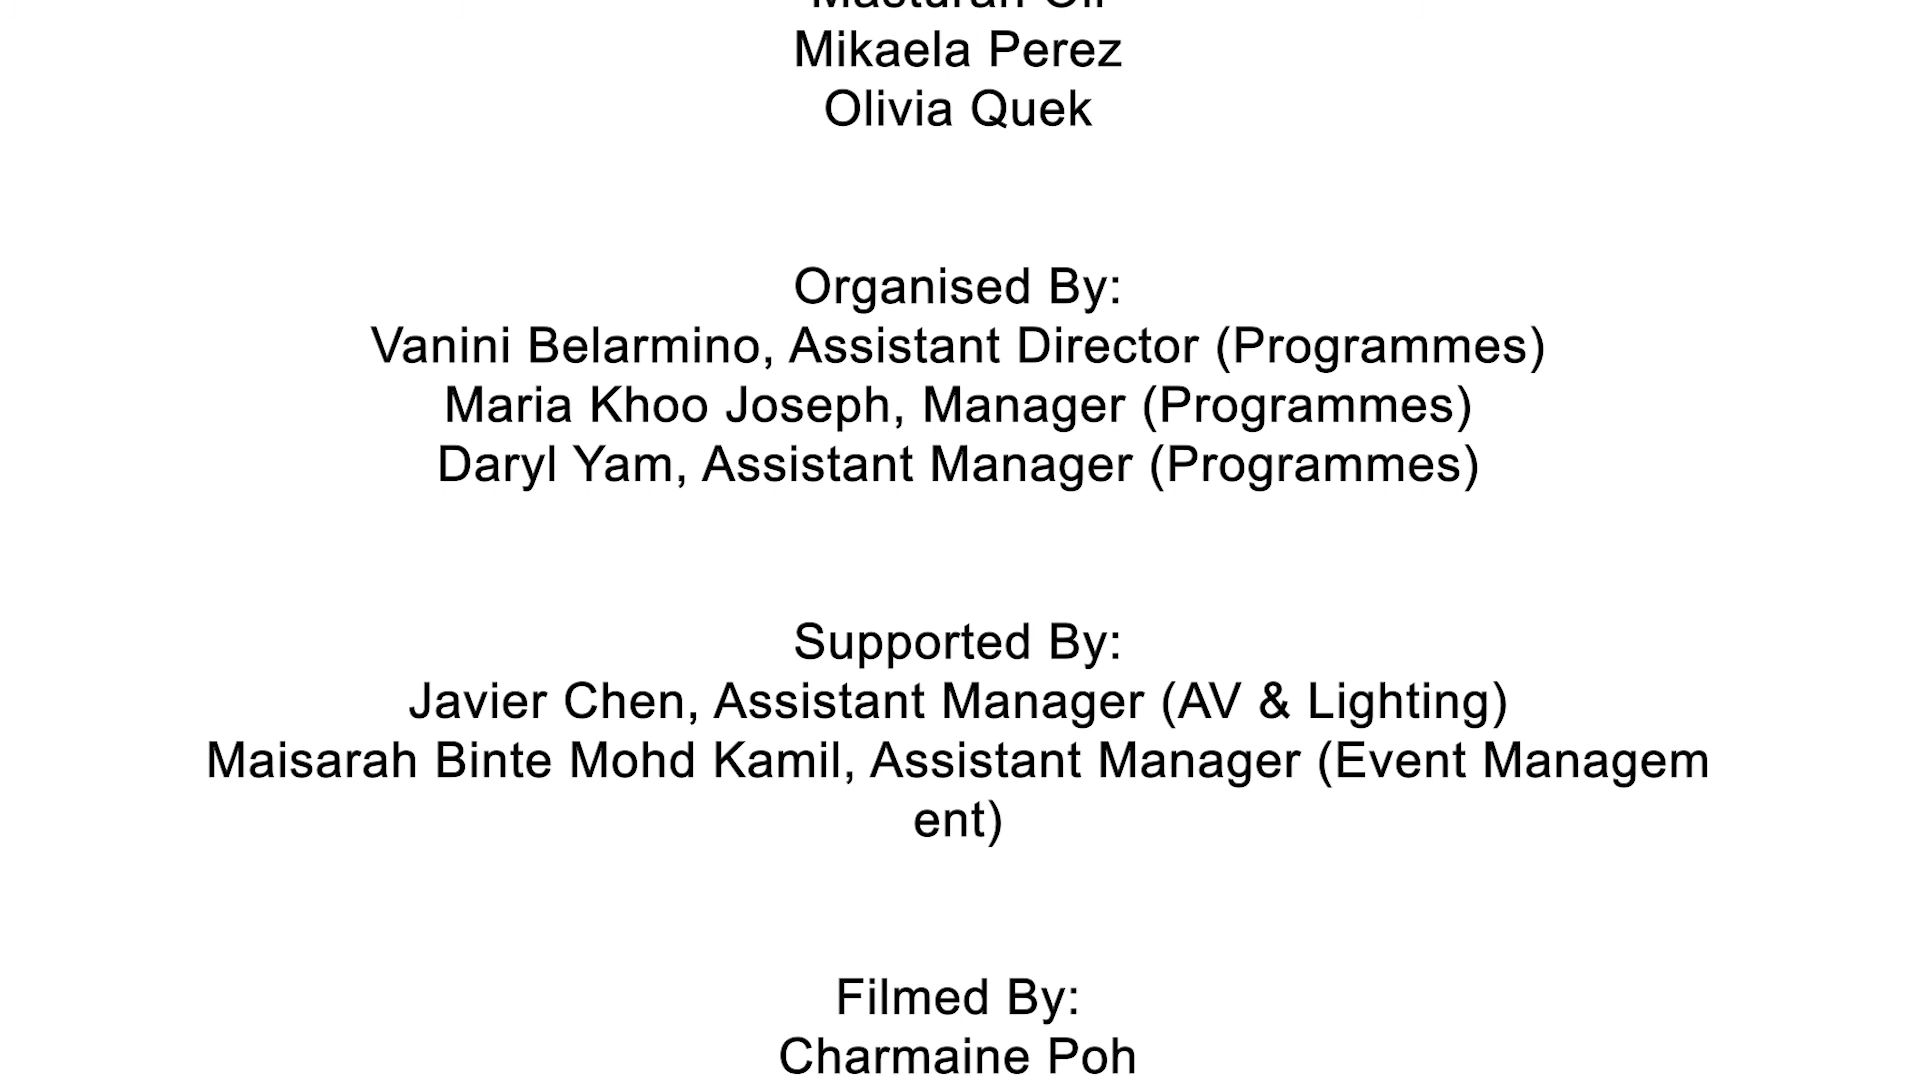 Mikaela Perez
Olivia Quek
Organised By:
Vanini Belarmino, Assistant Director (Programmes)
Maria Khoo Joseph, Manager (Programmes)
Daryl Yam, Assistant Manager (Programmes)
Supported By:
Javier Chen, Assistant Manager (AV & Lighting)
Maisarah Binte Mohd Kamil, Assistant Manager (Event Managem
ent)
Filmed By:
Charmaine Poh